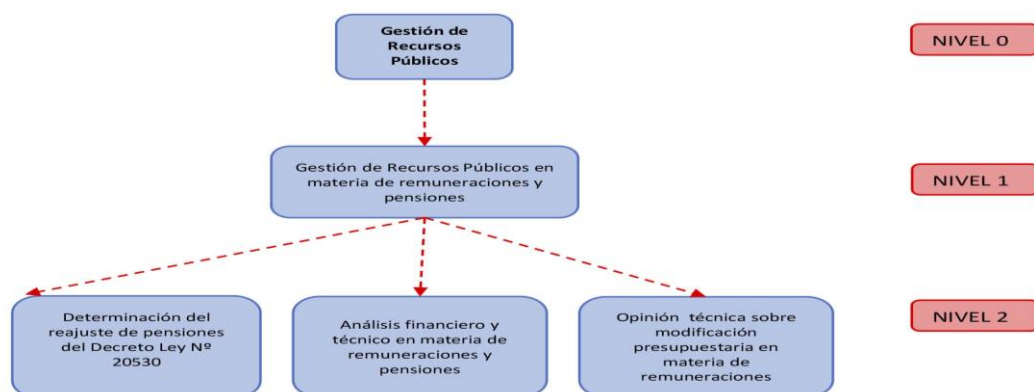 Gestión de
Recursos
Públicos
NIVEL 0
Gestión de Recursos Públicos en
materia de remuneraciones y
pensiones
NIVEL 1
Determinación del
reajuste de pensiones
del Decreto Ley Nº
20530
Análisis financiero y
técnico en materia de
remuneraciones y
pensiones
Opinión técnica sobre
modificación
presupuestaria en
materia de
remuneraciones
NIVEL 2